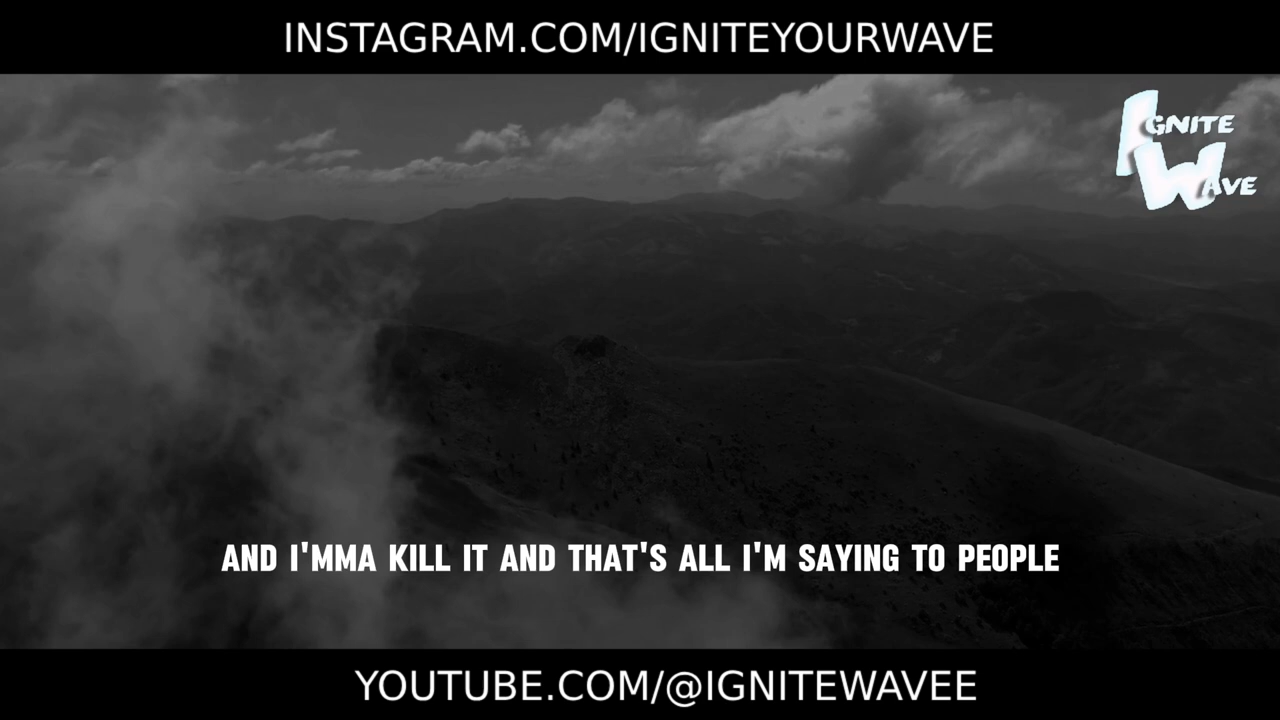 INSTAGRAM.COM/IGNITEYOURWAVE
IGNITE
WAVE
AND I'MMA KILL IT AND THAT'S ALL I'M SAYING TO PEOPLE
YOUTUBE.COM/@IGNITEWAVEE